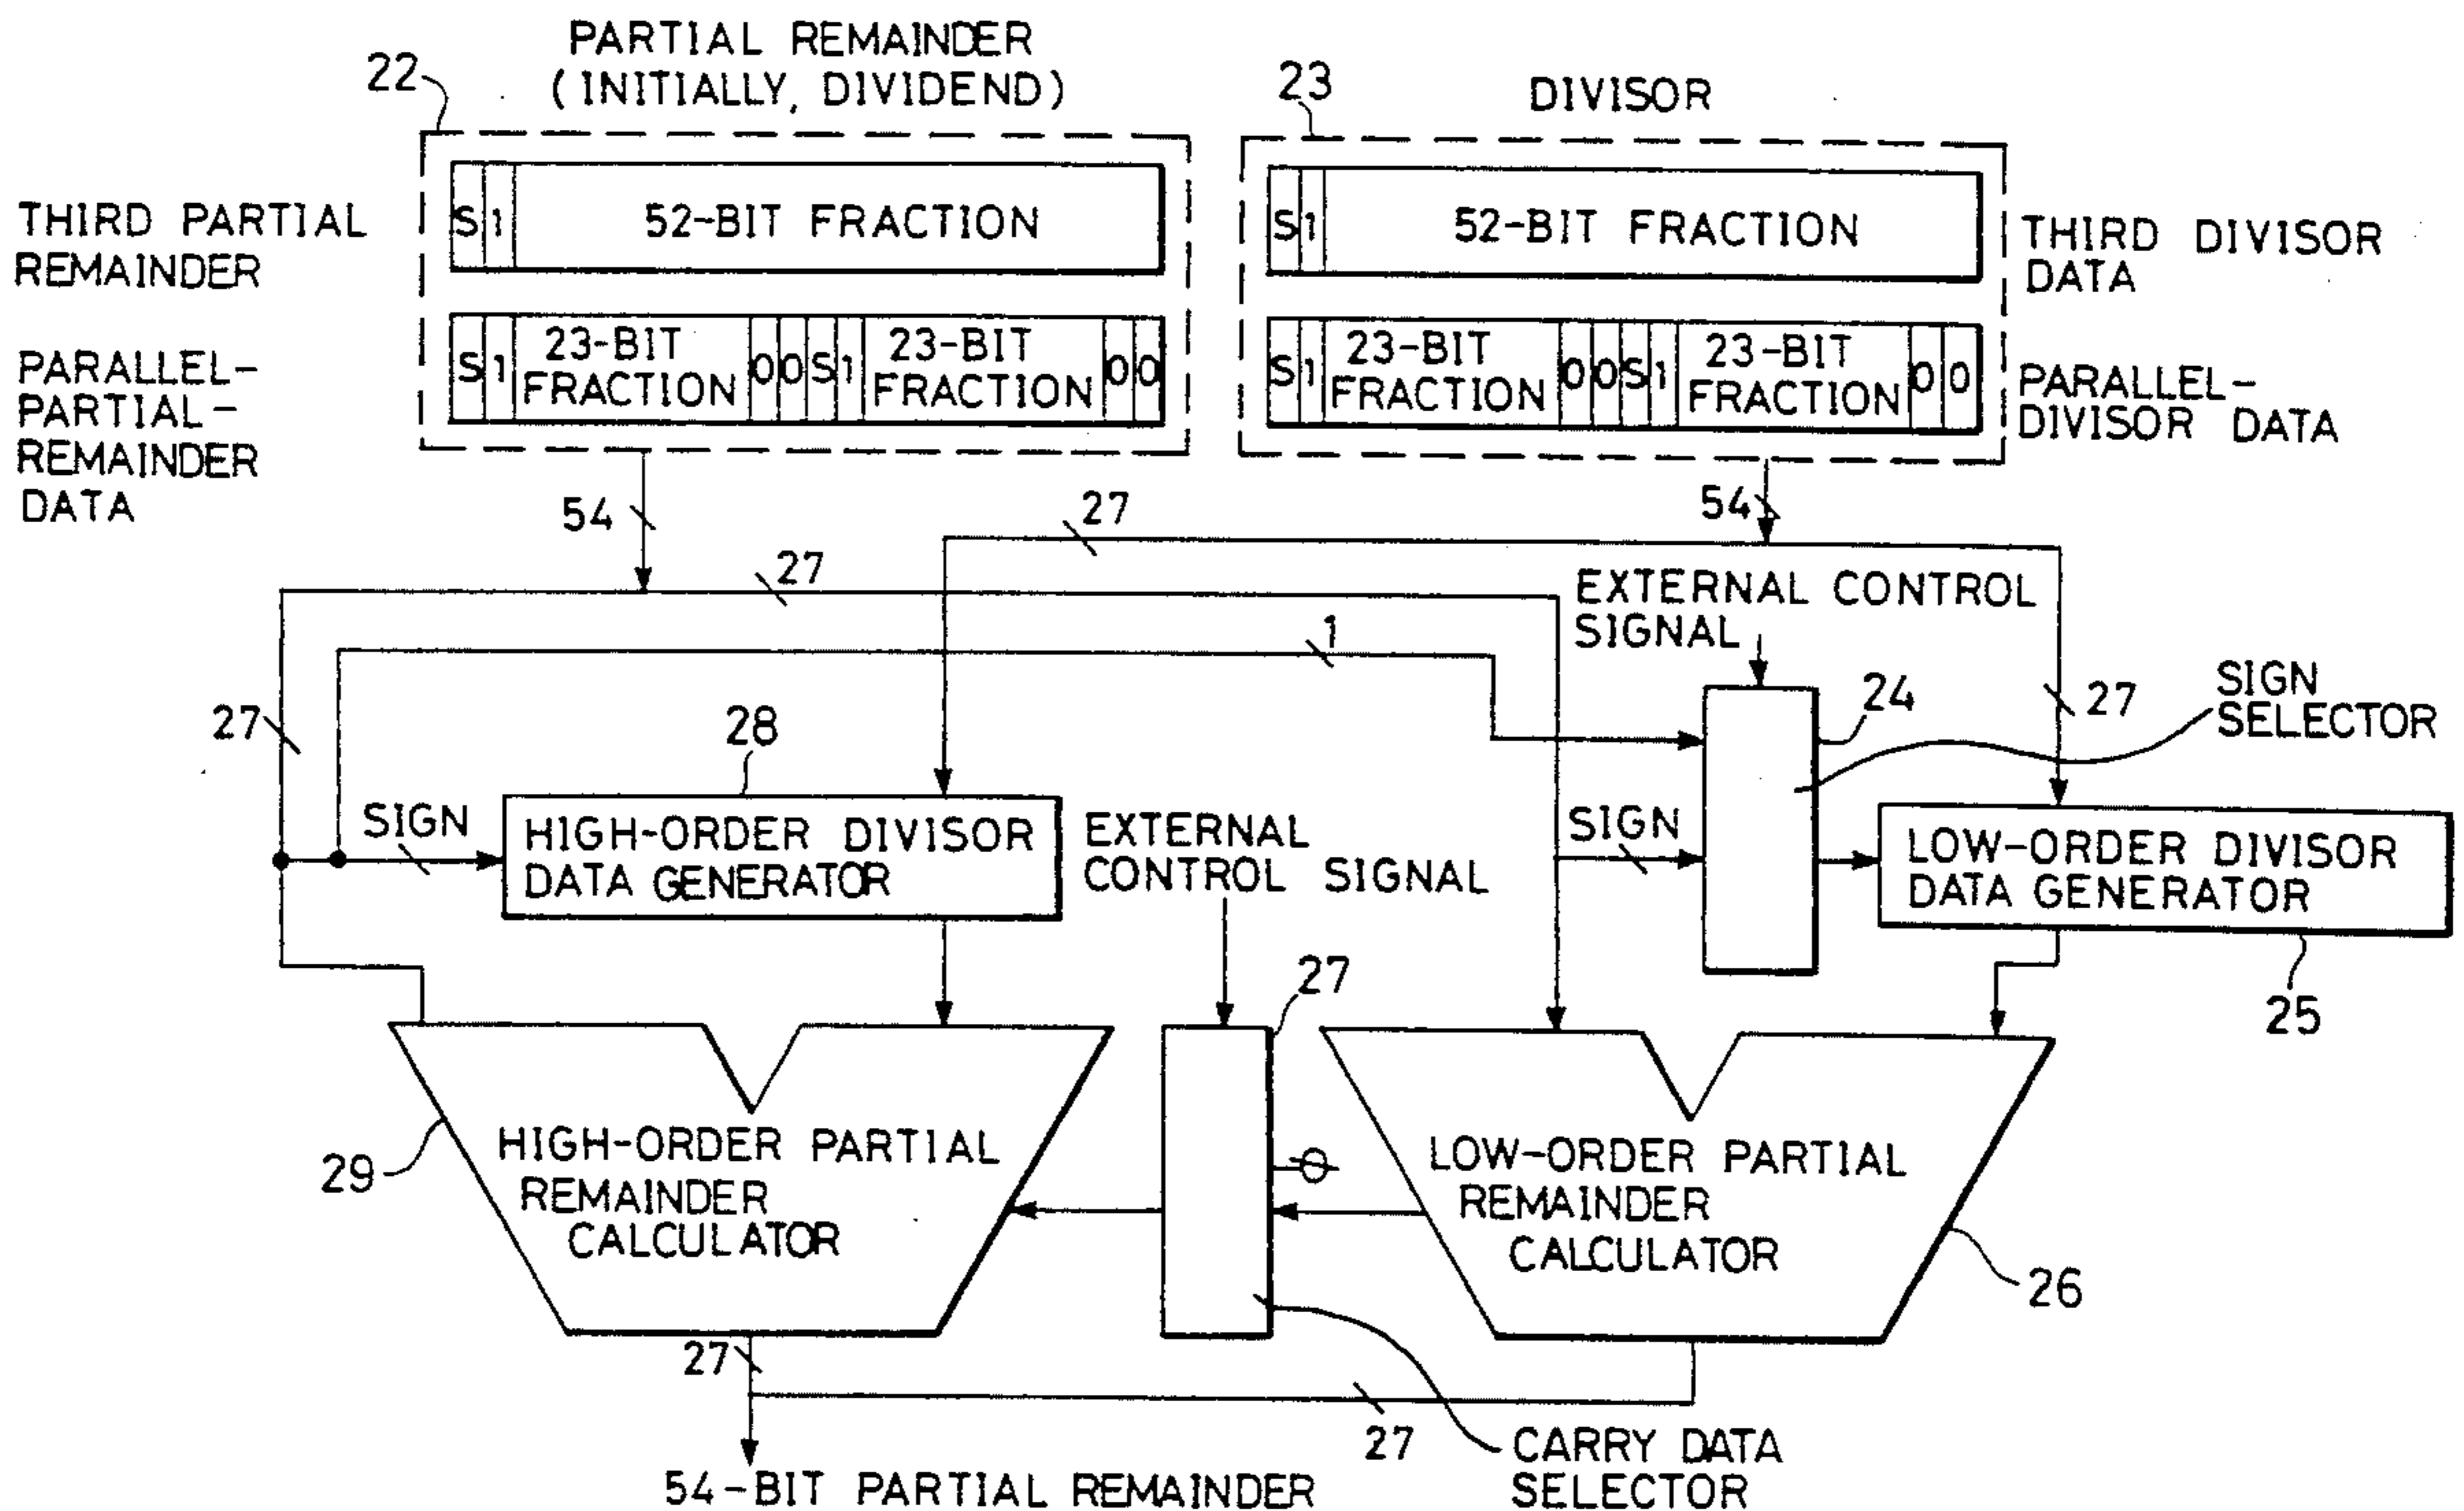 PARTIAL REMAINDER
(INITIALLY, DIVIDEND)
22
23
DIVISOR
THIRD PARTIAL
REMAINDER
S 1 52-BIT FRACTION
S 1 52-BIT FRACTION
THIRD DIVISOR
DATA
PARALLEL-
PARTIAL-
REMAINDER
DATA
S 1 23-BIT FRACTION 0 0 S 1 23-BIT FRACTION 0 0
S 1 23-BIT FRACTION 0 0 S 1 23-BIT FRACTION 0 0
PARALLEL-
DIVISOR DATA
54
27
54
27
EXTERNAL CONTROL
SIGNAL
1
27
28
24
27
SIGN
SELECTOR
SIGN
HIGH-ORDER DIVISOR
DATA GENERATOR
EXTERNAL
CONTROL SIGNAL
SIGN
LOW-ORDER DIVISOR
DATA GENERATOR
27
25
29
HIGH-ORDER PARTIAL
REMAINDER
CALCULATOR
0
LOW-ORDER PARTIAL
REMAINDER
CALCULATOR
26
27
27
CARRY DATA
SELECTOR
54-BIT PARTIAL REMAINDER